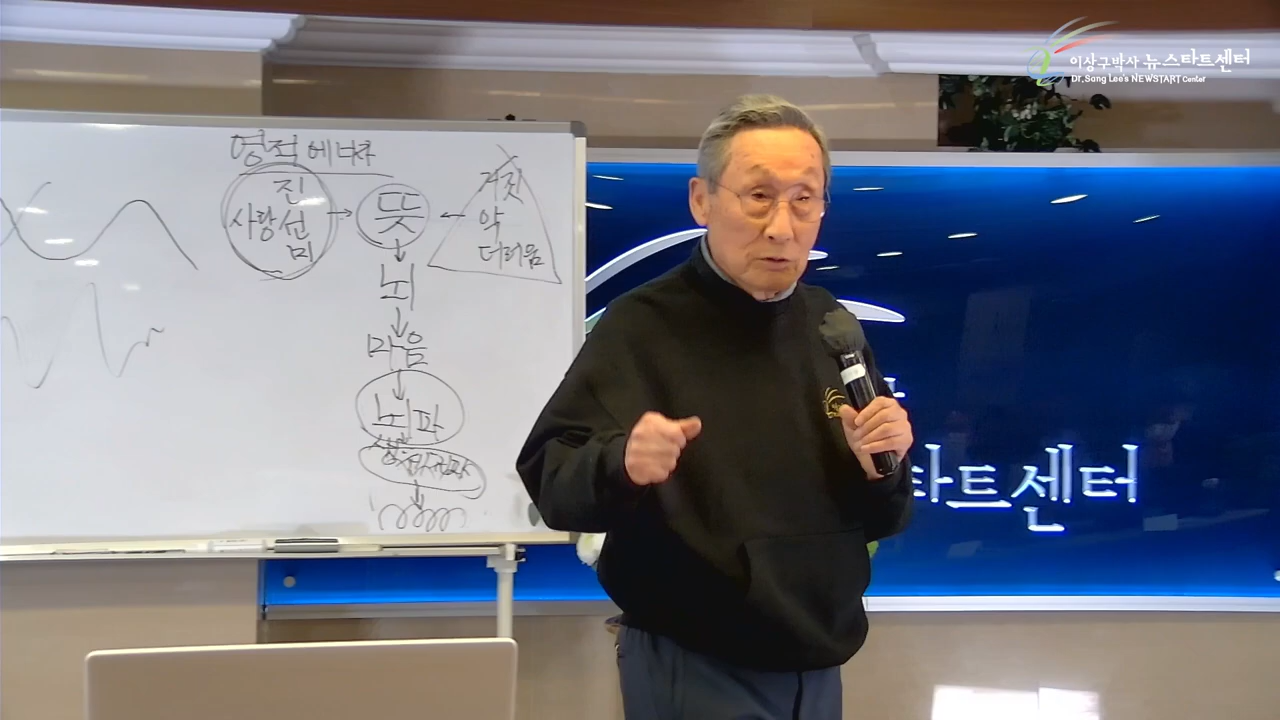 이상구박사 뉴스타트센터
Dr.Sang Lee's NEWSTART Center
영적 에너지
진
사랑 선
미
뜻
거짓
악
더러움
뇌
마음
뇌파
타트센터